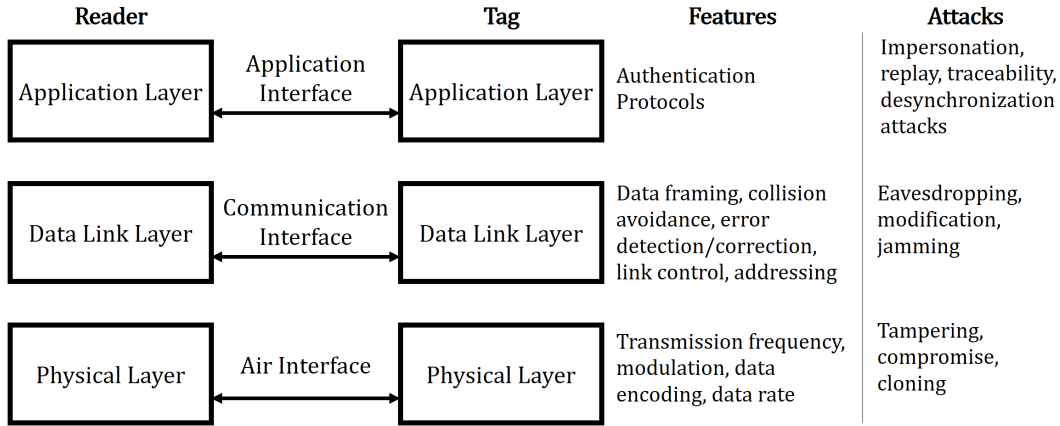 Reader
Tag
Features
Attacks
Application Layer
Application
Interface
Application Layer
Authentication
Protocols
Impersonation,
replay, traceability,
desynchronization
attacks
Data Link Layer
Communication
Interface
Data Link Layer
Data framing, collision
avoidance, error
detection/correction,
link control, addressing
Eavesdropping,
modification,
jamming
Physical Layer
Air Interface
Physical Layer
Transmission frequency,
modulation, data
encoding, data rate
Tampering,
compromise,
cloning